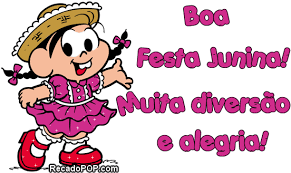 Boa
Festa Junina!
Muita diversão
e alegria!
RecadoPOP.com